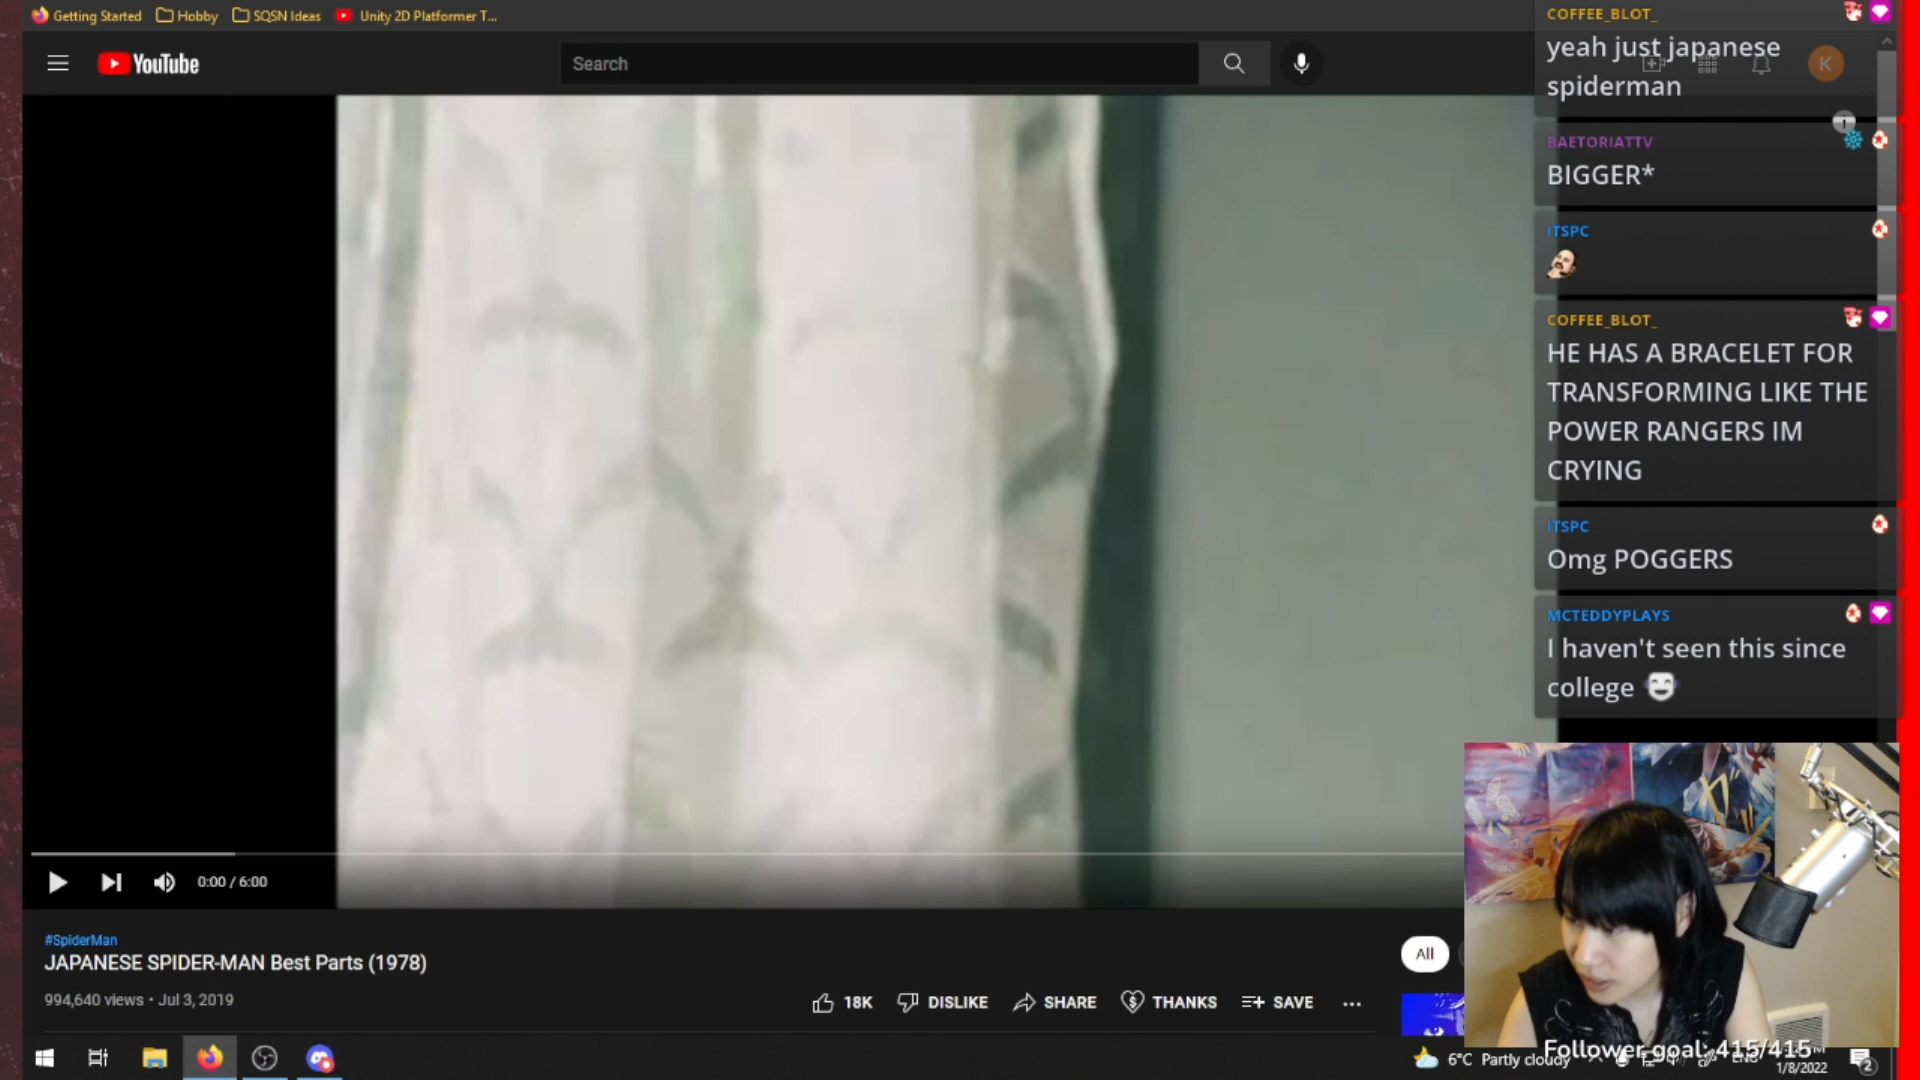 Getting Started Hobby SQSN Ideas Unity 2D Platformer T...
YouTube
Search
K
COFFEE_BLOT_
yeah just japanese
spiderman
BAETORIATTV
BIGGER*
ITSPC
COFFEE_BLOT_
HE HAS A BRACELET FOR
TRANSFORMING LIKE THE
POWER RANGERS IM
CRYING
ITSPC
Omg POGGERS
MCTEDDYPLAYS
I haven't seen this since
college
0:00 / 6:00
#SpiderMan
JAPANESE SPIDER-MAN Best Parts (1978)
994,640 views • Jul 3, 2019
18K DISLIKE SHARE THANKS SAVE ...
All
6°C Partly cloudy
Follower goal: 415/415
1/8/2022
2